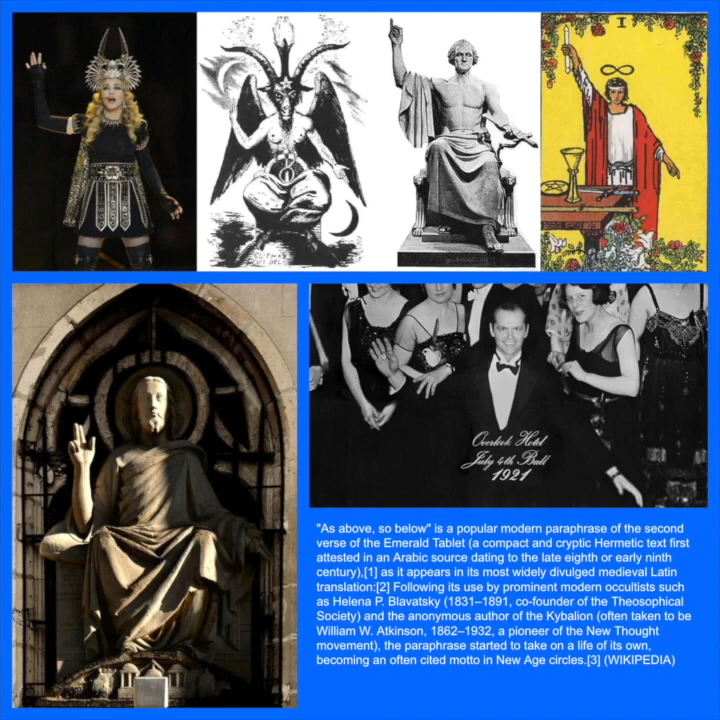 I
ELIPHAS
Overlook Hotel
July 4th Ball
1921
"As above, so below" is a popular modern paraphrase of the second
verse of the Emerald Tablet (a compact and cryptic Hermetic text first
attested in an Arabic source dating to the late eighth or early ninth
century),[1] as it appears in its most widely divulged medieval Latin
translation:[2] Following its use by prominent modern occultists such
as Helena P. Blavatsky (1831–1891, co-founder of the Theosophical
Society) and the anonymous author of the Kybalion (often taken to be
William W. Atkinson, 1862–1932, a pioneer of the New Thought
movement), the paraphrase started to take on a life of its own,
becoming an often cited motto in New Age circles.[3] (WIKIPEDIA)